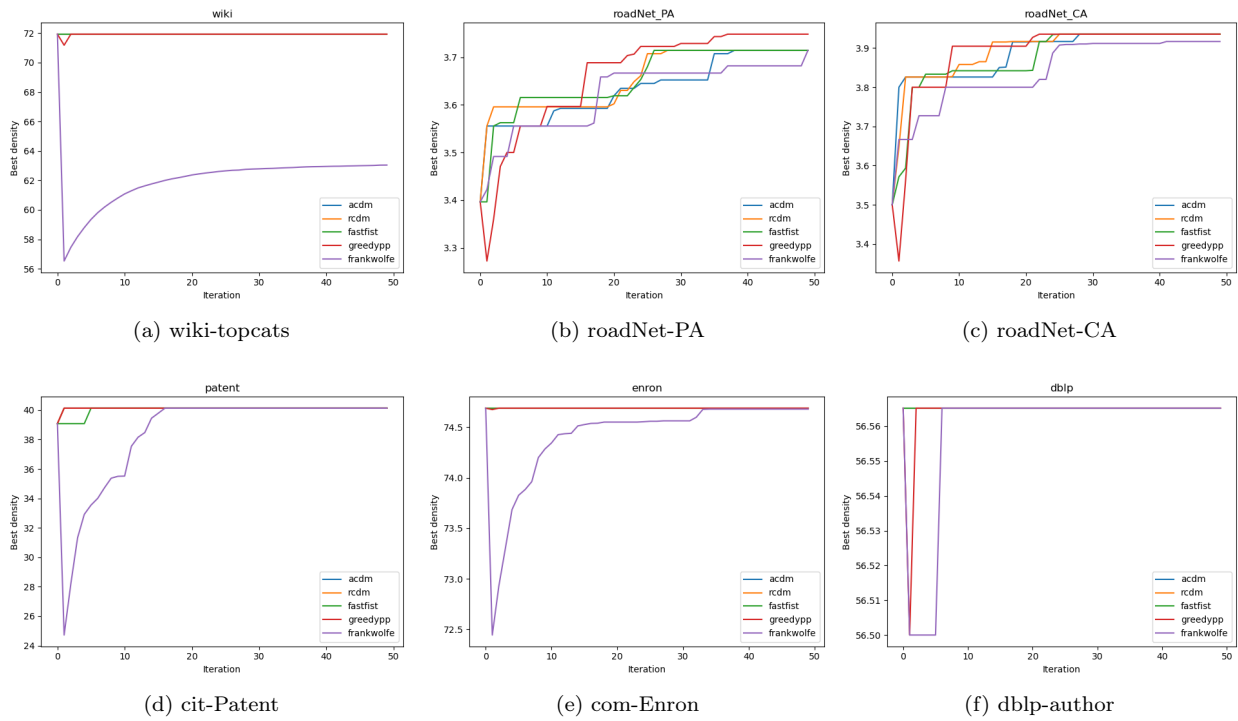 wiki
72
70
68
66
64
62
60
58
56
Best density
acdm
rcdm
fastfist
greedypp
frankwolfe
0 10 20 30 40 50
Iteration
(a) wiki-topcats
roadNet_PA
3.7
3.6
3.5
3.4
3.3
Best density
acdm
rcdm
fastfist
greedypp
frankwolfe
0 10 20 30 40 50
Iteration
(b) roadNet-PA
roadNet_CA
3.9
3.8
3.7
3.6
3.5
3.4
Best density
acdm
rcdm
fastfist
greedypp
frankwolfe
0 10 20 30 40 50
Iteration
(c) roadNet-CA
patent
40
38
36
34
32
30
28
26
24
Best density
acdm
rcdm
fastfist
greedypp
frankwolfe
0 10 20 30 40 50
Iteration
(d) cit-Patent
enron
74.5
74.0
73.5
73.0
72.5
Best density
acdm
rcdm
fastfist
greedypp
frankwolfe
0 10 20 30 40 50
Iteration
(e) com-Enron
dblp
56.56
56.55
56.54
56.53
56.52
56.51
56.50
Best density
acdm
rcdm
fastfist
greedypp
frankwolfe
0 10 20 30 40 50
Iteration
(f) dblp-author